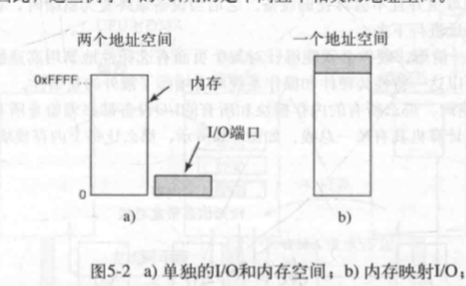 两个地址空间
一个地址空间
0xFFFF...
内存
I/O端口
0
a)
b)
图5-2 a) 单独的I/O和内存空间；b) 内存映射I/O；